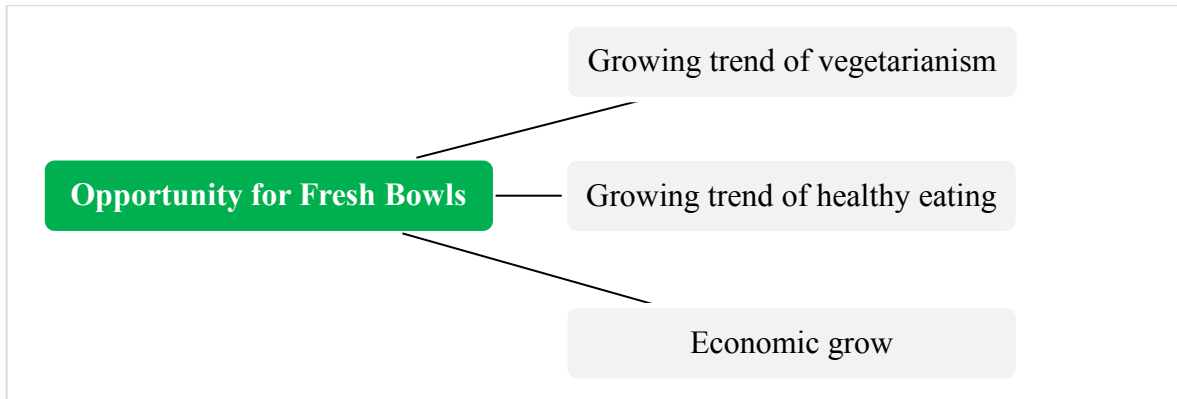 Growing trend of vegetarianism
Opportunity for Fresh Bowls
Growing trend of healthy eating
Economic grow